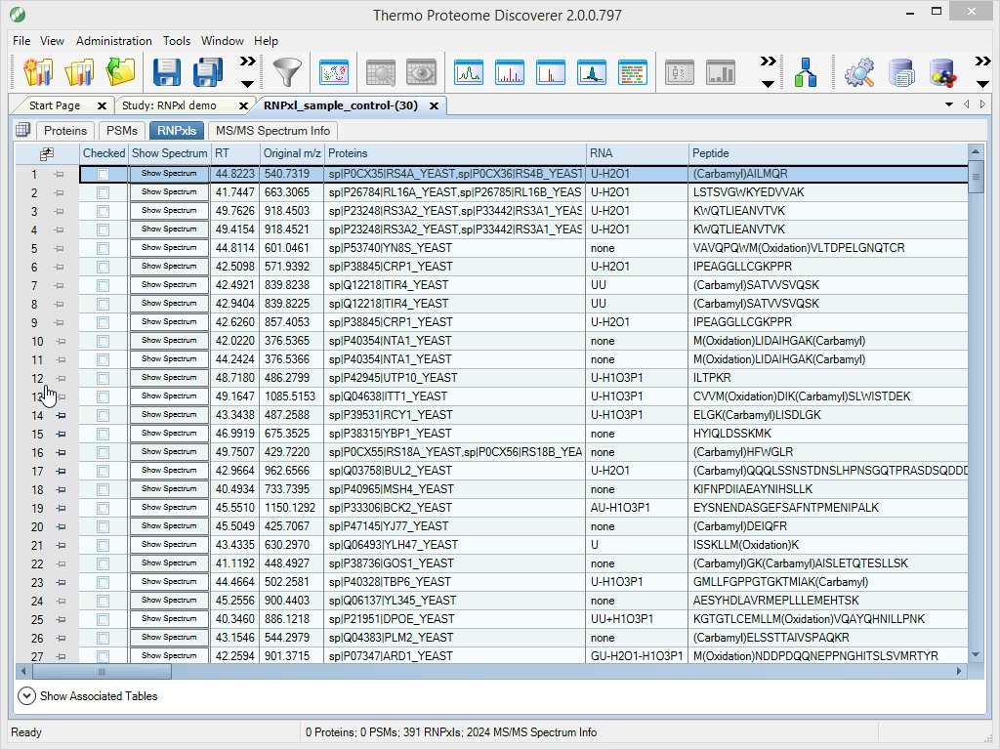 Thermo Proteome Discoverer 2.0.0.797
File View Administration Tools Window Help
Start Page Study: RNPxl demo RNPxl_sample_control-(30)
Proteins PSMs RNPxls MS/MS Spectrum Info
Checked Show Spectrum RT Original m/z Proteins RNA Peptide
1 Show Spectrum 44.8223 540.7319 sp|P0CX35|RS4A_YEAST,sp|P0CX36|RS4B_YEAST U-H2O1 (Carbamyl)AILMQR
2 Show Spectrum 41.7447 663.3065 sp|P26784|RL16A_YEAST,sp|P26785|RL16B_YEAS U-H2O1 LSTSVGWKYEDVVAK
3 Show Spectrum 49.7626 918.4503 sp|P23248|RS3A2_YEAST,sp|P33442|RS3A1_YEAS U-H2O1 KWQTLIEANVTVK
4 Show Spectrum 49.4154 918.4521 sp|P23248|RS3A2_YEAST,sp|P33442|RS3A1_YEAS U-H2O1 KWQTLIEANVTVK
5 Show Spectrum 44.8114 601.0461 sp|P53740|YN8S_YEAST none VAVQPQWM(Oxidation)VLTDPELGNQTCR
6 Show Spectrum 42.5098 571.9392 sp|P38845|CRP1_YEAST U-H2O1 IPEAGGLLCGKPPR
7 Show Spectrum 42.4921 839.8238 sp|Q12218|TIR4_YEAST UU (Carbamyl)SATVVSVQSK
8 Show Spectrum 42.9404 839.8225 sp|Q12218|TIR4_YEAST UU (Carbamyl)SATVVSVQSK
9 Show Spectrum 42.6260 857.4053 sp|P38845|CRP1_YEAST U-H2O1 IPEAGGLLCGKPPR
10 Show Spectrum 42.0220 376.5365 sp|P40354|NTA1_YEAST none M(Oxidation)LIDAIHGAK(Carbamyl)
11 Show Spectrum 44.2424 376.5366 sp|P40354|NTA1_YEAST none M(Oxidation)LIDAIHGAK(Carbamyl)
12 Show Spectrum 48.7180 486.2799 sp|P42945|UTP10_YEAST U-H1O3P1 ILTPKR
13 Show Spectrum 49.1647 1085.5153 sp|Q04638|ITT1_YEAST U-H1O3P1 CVVM(Oxidation)DIK(Carbamyl)SLWISTDEK
14 Show Spectrum 43.3438 487.2588 sp|P39531|RCY1_YEAST U-H1O3P1 ELGK(Carbamyl)LISDLGK
15 Show Spectrum 46.9919 675.3525 sp|P38315|YBP1_YEAST none HYIQLDSSKMK
16 Show Spectrum 49.7507 429.7220 sp|P0CX55|RS18A_YEAST,sp|P0CX56|RS18B_YEA none (Carbamyl)HFWGLR
17 Show Spectrum 42.9664 962.6566 sp|Q03758|BUL2_YEAST U-H2O1 (Carbamyl)QQQLSSNSTDNSLHPNSGQTPRASDSQDDD
18 Show Spectrum 40.4934 733.7395 sp|P40965|MSH4_YEAST none KIFNPDIIAEAYNIHSLLK
19 Show Spectrum 45.5510 1150.1292 sp|P33306|BCK2_YEAST AU-H1O3P1 EYSNENDASGEFSAFNTPMENIPALK
20 Show Spectrum 45.5049 425.7067 sp|P47145|YJ77_YEAST none (Carbamyl)DEIQFR
21 Show Spectrum 43.4335 630.2970 sp|Q06493|YLH47_YEAST U ISSKLLM(Oxidation)K
22 Show Spectrum 41.1192 448.4927 sp|P38736|GOS1_YEAST none (Carbamyl)GK(Carbamyl)AISLETQTESLLSK
23 Show Spectrum 44.4664 502.2581 sp|P40328|TBP6_YEAST U-H1O3P1 GMLLFGPPGTGKTMIAK(Carbamyl)
24 Show Spectrum 45.2556 900.4403 sp|Q06137|YL345_YEAST none AESYHDLAVRMEPLLLEMEHTSK
25 Show Spectrum 40.3460 886.1218 sp|P21951|DPOE_YEAST UU+H1O3P1 KGTGTLCEMLLM(Oxidation)VQAYQHNILLPNK
26 Show Spectrum 43.1546 544.2979 sp|Q04383|PLM2_YEAST none (Carbamyl)ELSSTTAIVSPAQKR
27 Show Spectrum 42.2594 901.3715 sp|P07347|ARD1_YEAST GU-H2O1-H1O3P1 M(Oxidation)NDDPDQQNEPPNGHITSLSVMRTYR
Show Associated Tables
Ready 0 Proteins; 0 PSMs; 391 RNPxls; 2024 MS/MS Spectrum Info